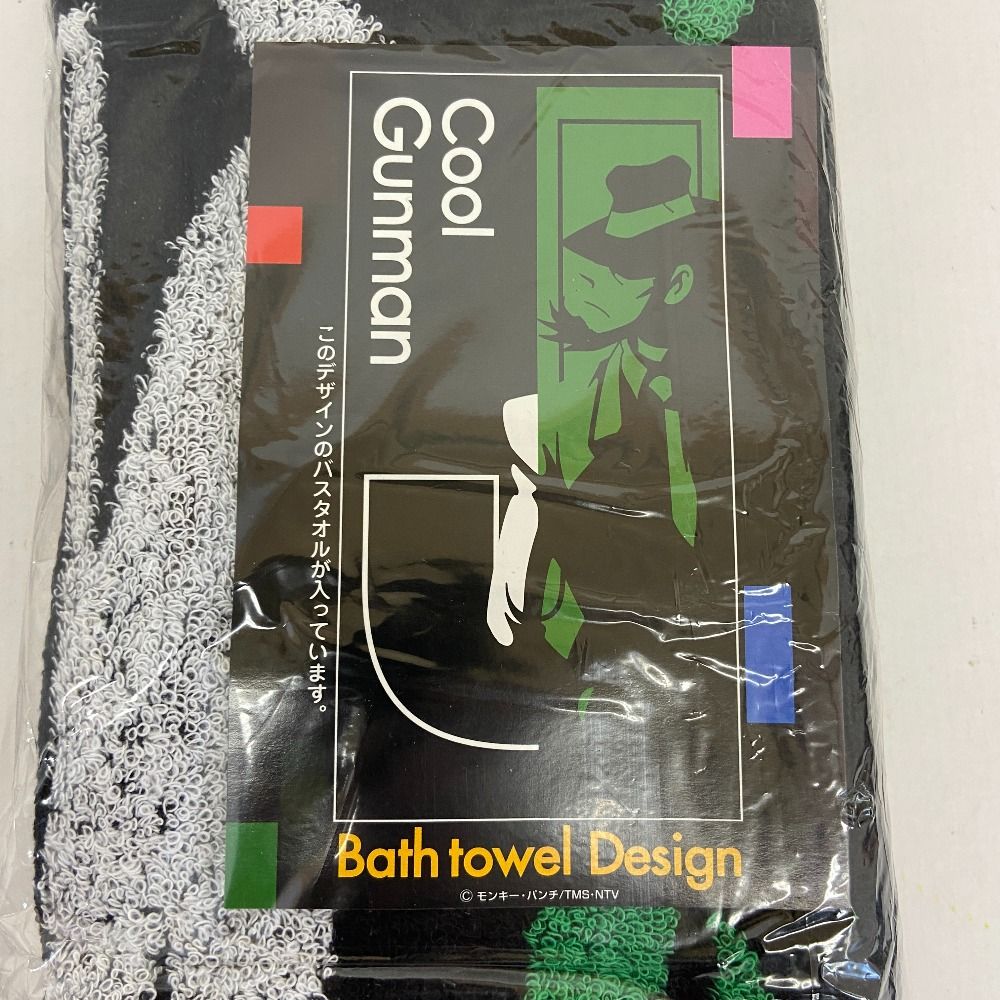 Cool
Gunman
このデザインのバスタオルが入っています。
Bath towel Design
© モンキー・パンチ/TMS・NTV